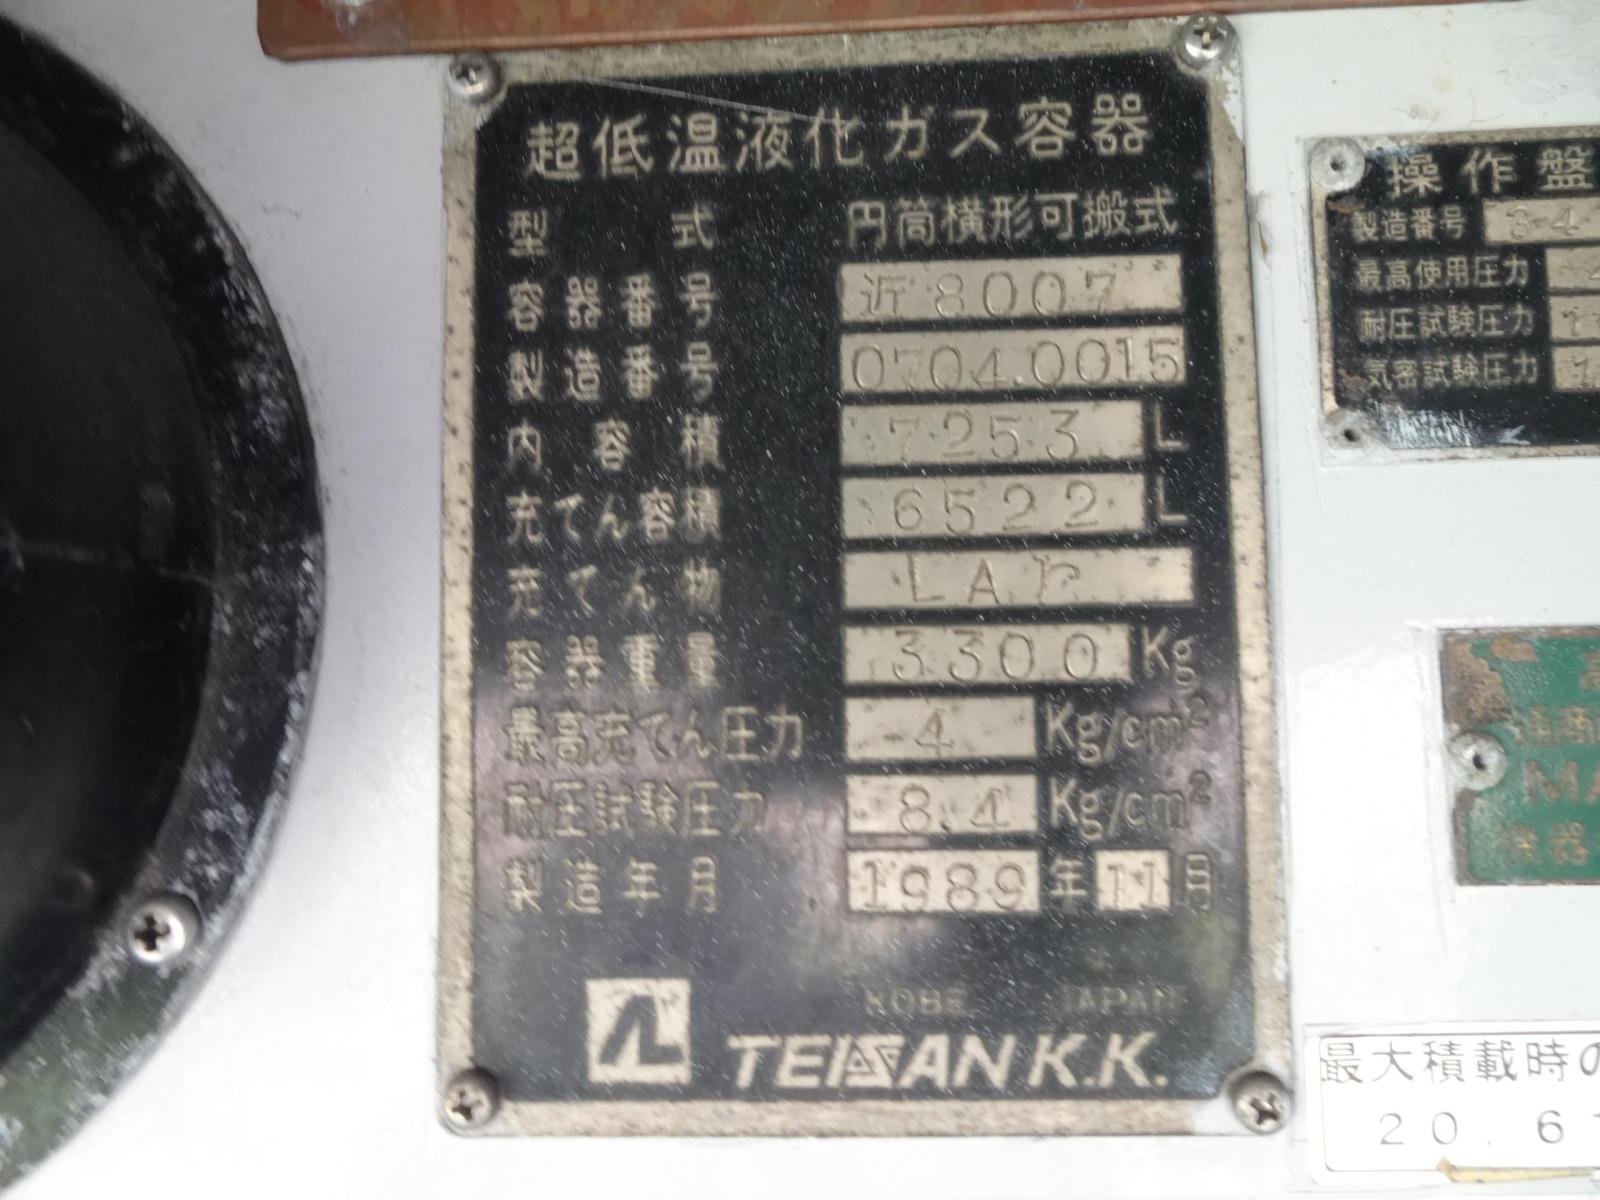 超低温液化ガス容器
型式 円筒横形可搬式
容器番号 近8007
製造番号 0704.0015
内容積 7253 L
充てん容積 6522 L
充てん物 LAr
容器重量 3300 Kg
最高充てん圧力 4 Kg/cm²
耐圧試験圧力 8.4 Kg/cm²
製造年月 1989年11月
KOBE JAPAN
AL
TEISAN K.K.
操作盤
製造番号 34
最高使用圧力
耐圧試験圧力
気密試験圧力
MA
機器
最大積載時の
20.6